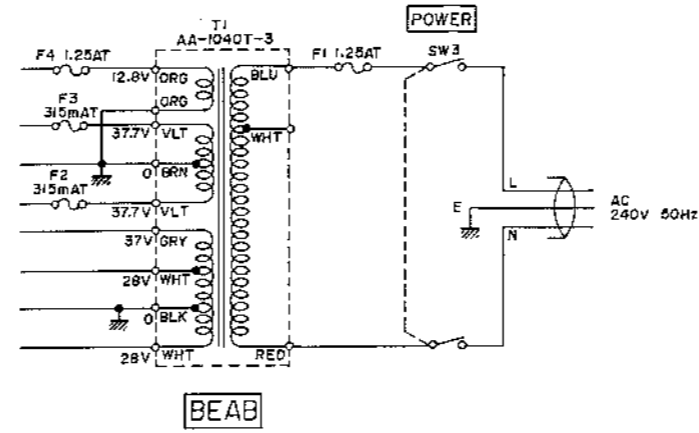 POWER
T1
AA-1040T-3
F4 1.25AT
F1 1.25AT
SW3
12.8V
ORG
BLU
F3
315mAT
ORG
37.7V
VLT
WHT
0
BRN
F2
315mAT
37.7V
VLT
37V
GRY
28V
WHT
0
BLK
28V
WHT
RED
L
E
N
AC
240V 50Hz
BEAB